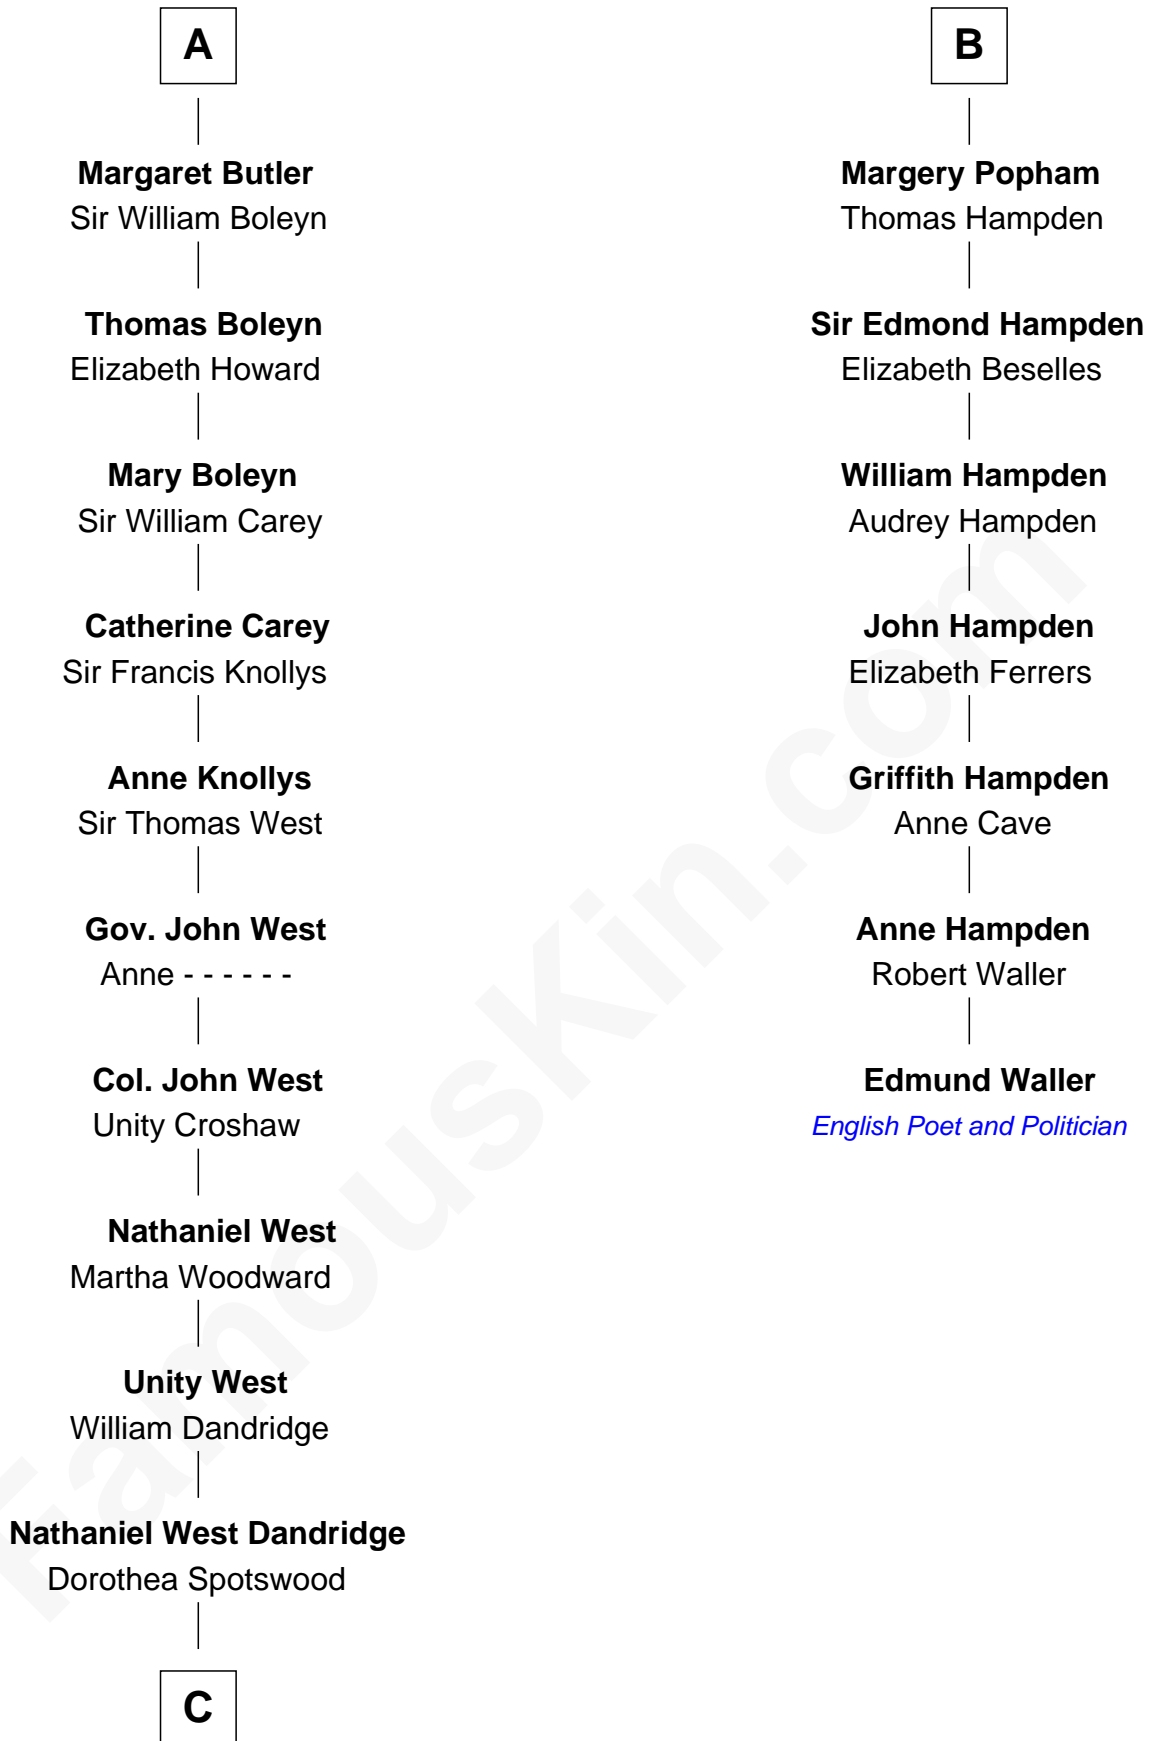 A
Margaret Butler
Sir William Boleyn
Thomas Boleyn
Elizabeth Howard
Mary Boleyn
Sir William Carey
Catherine Carey
Sir Francis Knollys
Anne Knollys
Sir Thomas West
Gov. John West
Anne - - - - - -
Col. John West
Unity Croshaw
Nathaniel West
Martha Woodward
Unity West
William Dandridge
Nathaniel West Dandridge
Dorothea Spotswood
C
B
Margery Popham
Thomas Hampden
Sir Edmond Hampden
Elizabeth Beselles
William Hampden
Audrey Hampden
John Hampden
Elizabeth Ferrers
Griffith Hampden
Anne Cave
Anne Hampden
Robert Waller
Edmund Waller
English Poet and Politician
FamousKin.com